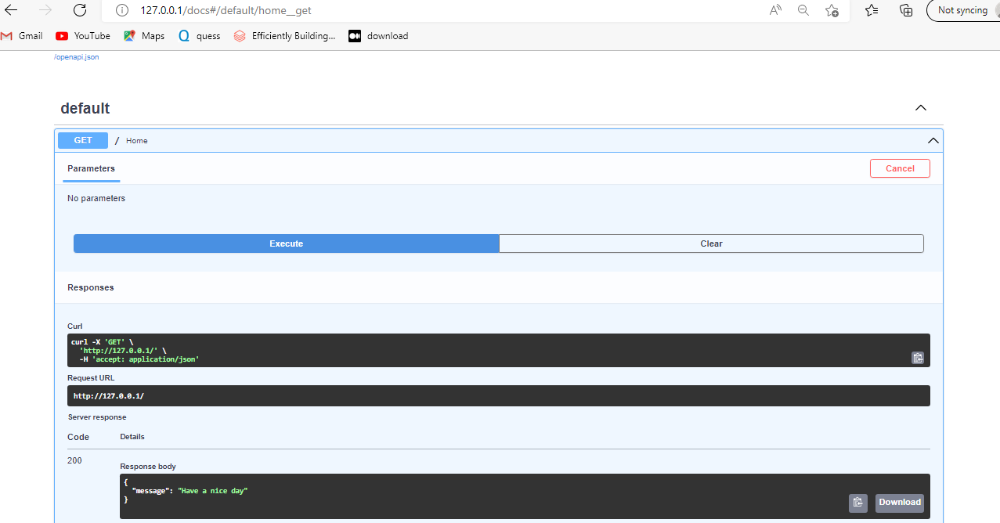 127.0.0.1/docs#/default/home__get
Not syncing
Gmail
YouTube
Maps
quess
Efficiently Building...
download
/openapi.json
default
GET / Home
Parameters
Cancel
No parameters
Execute
Clear
Responses
Curl
curl -X 'GET' \
'http://127.0.0.1/' \
-H 'accept: application/json'
Request URL
http://127.0.0.1/
Server response
Code Details
200
Response body
{
"message": "Have a nice day"
}
Download